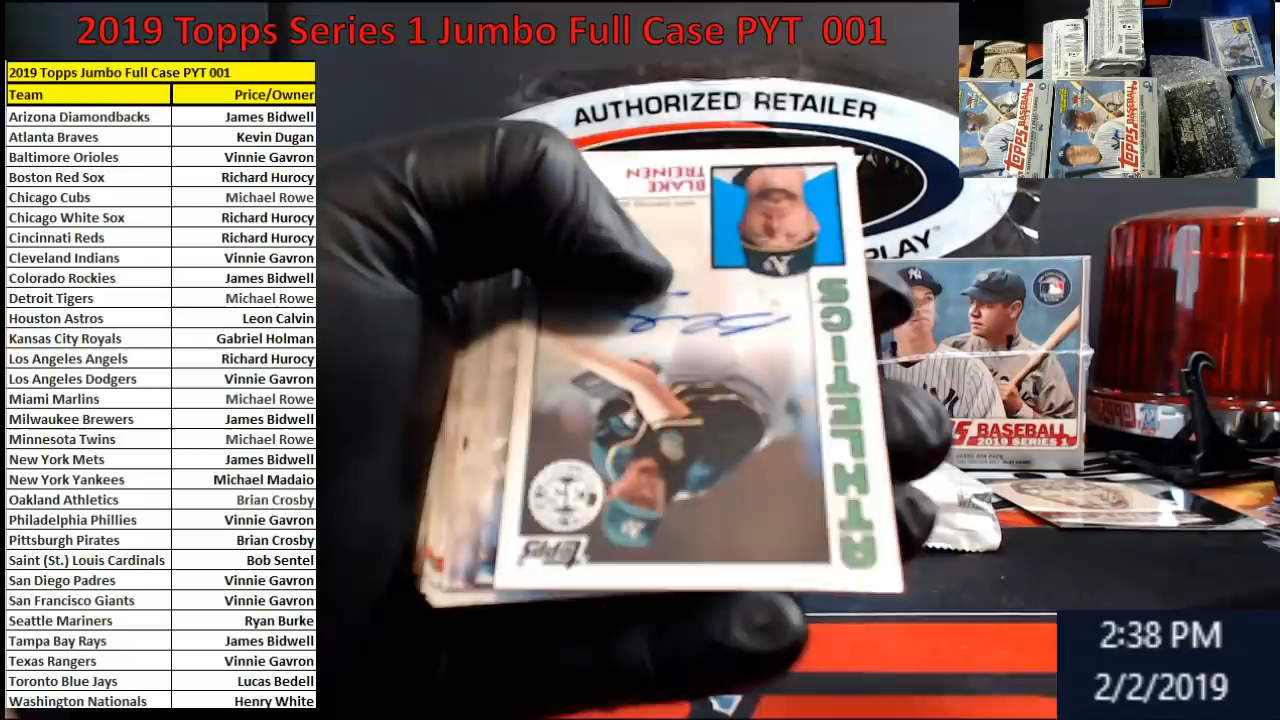 2019 Topps Series 1 Jumbo Full Case PYT 001
2019 Topps Jumbo Full Case PYT 001
Team Price/Owner
Arizona Diamondbacks James Bidwell
Atlanta Braves Kevin Dugan
Baltimore Orioles Vinnie Gavron
Boston Red Sox Richard Hurocy
Chicago Cubs Michael Rowe
Chicago White Sox Richard Hurocy
Cincinnati Reds Richard Hurocy
Cleveland Indians Vinnie Gavron
Colorado Rockies James Bidwell
Detroit Tigers Michael Rowe
Houston Astros Leon Calvin
Kansas City Royals Gabriel Holman
Los Angeles Angels Richard Hurocy
Los Angeles Dodgers Vinnie Gavron
Miami Marlins Michael Rowe
Milwaukee Brewers James Bidwell
Minnesota Twins Michael Rowe
New York Mets James Bidwell
New York Yankees Michael Madaio
Oakland Athletics Brian Crosby
Philadelphia Phillies Vinnie Gavron
Pittsburgh Pirates Brian Crosby
Saint (St.) Louis Cardinals Bob Sentel
San Diego Padres Vinnie Gavron
San Francisco Giants Vinnie Gavron
Seattle Mariners Ryan Burke
Tampa Bay Rays James Bidwell
Texas Rangers Vinnie Gavron
Toronto Blue Jays Lucas Bedell
Washington Nationals Henry White
AUTHORIZED RETAILER
PLAY
BLAKE
TREINEN
ATHLETICS
Topps
BASEBALL
2019 SERIES 1
TOPPS BASEBALL
TOPPS BASEBALL
2:38 PM
2/2/2019